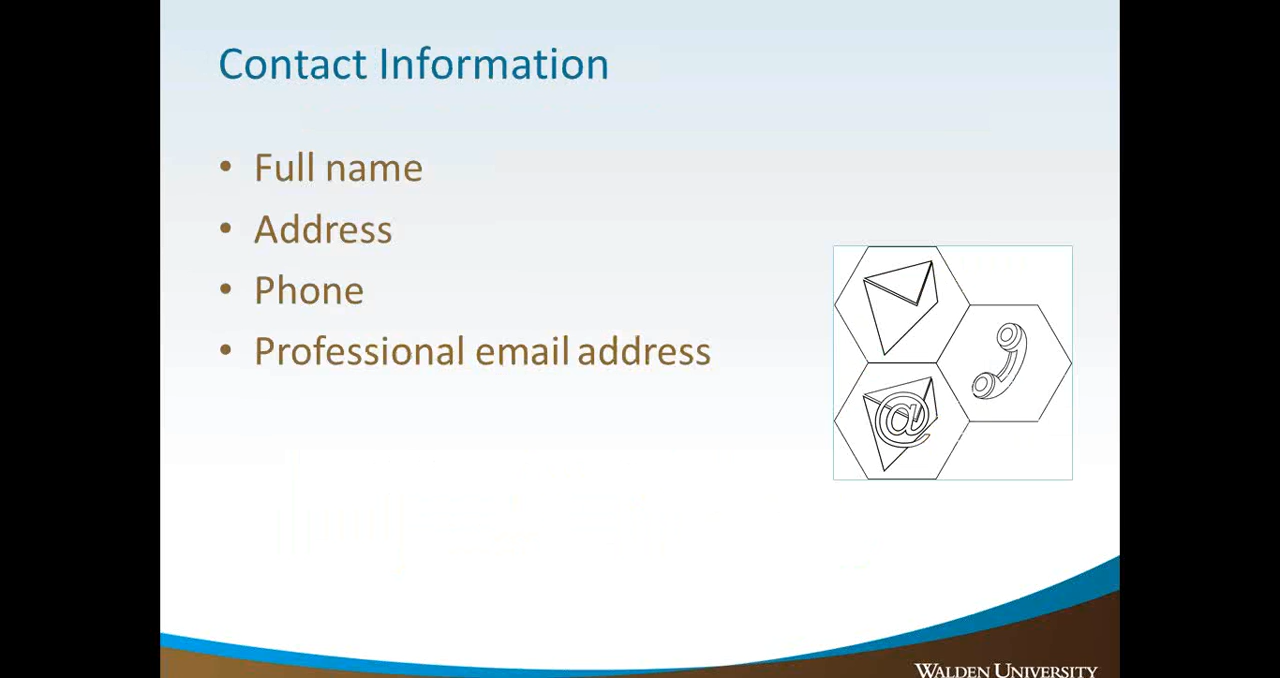 Contact Information
• Full name
• Address
• Phone
• Professional email address
@
WALDEN UNIVERSITY